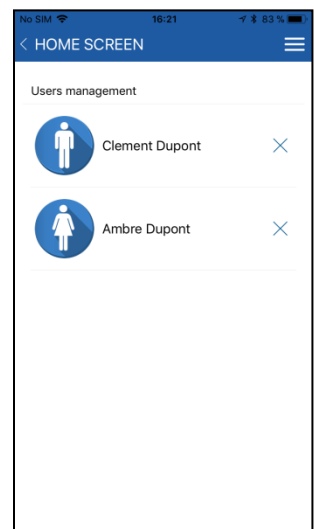 No SIM 16:21 83 %
< HOME SCREEN
Users management
Clement Dupont
Ambre Dupont